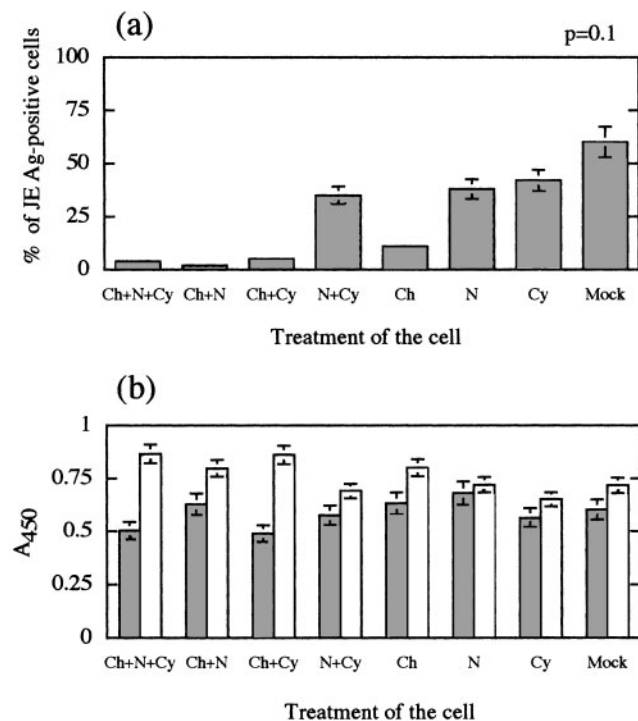 (a)
p=0.1
% of JE Ag-positive cells
100
75
50
25
0
Ch+N+Cy Ch+N Ch+Cy N+Cy Ch N Cy Mock
Treatment of the cell
(b)
A450
1
0.75
0.5
0.25
0
Ch+N+Cy Ch+N Ch+Cy N+Cy Ch N Cy Mock
Treatment of the cell